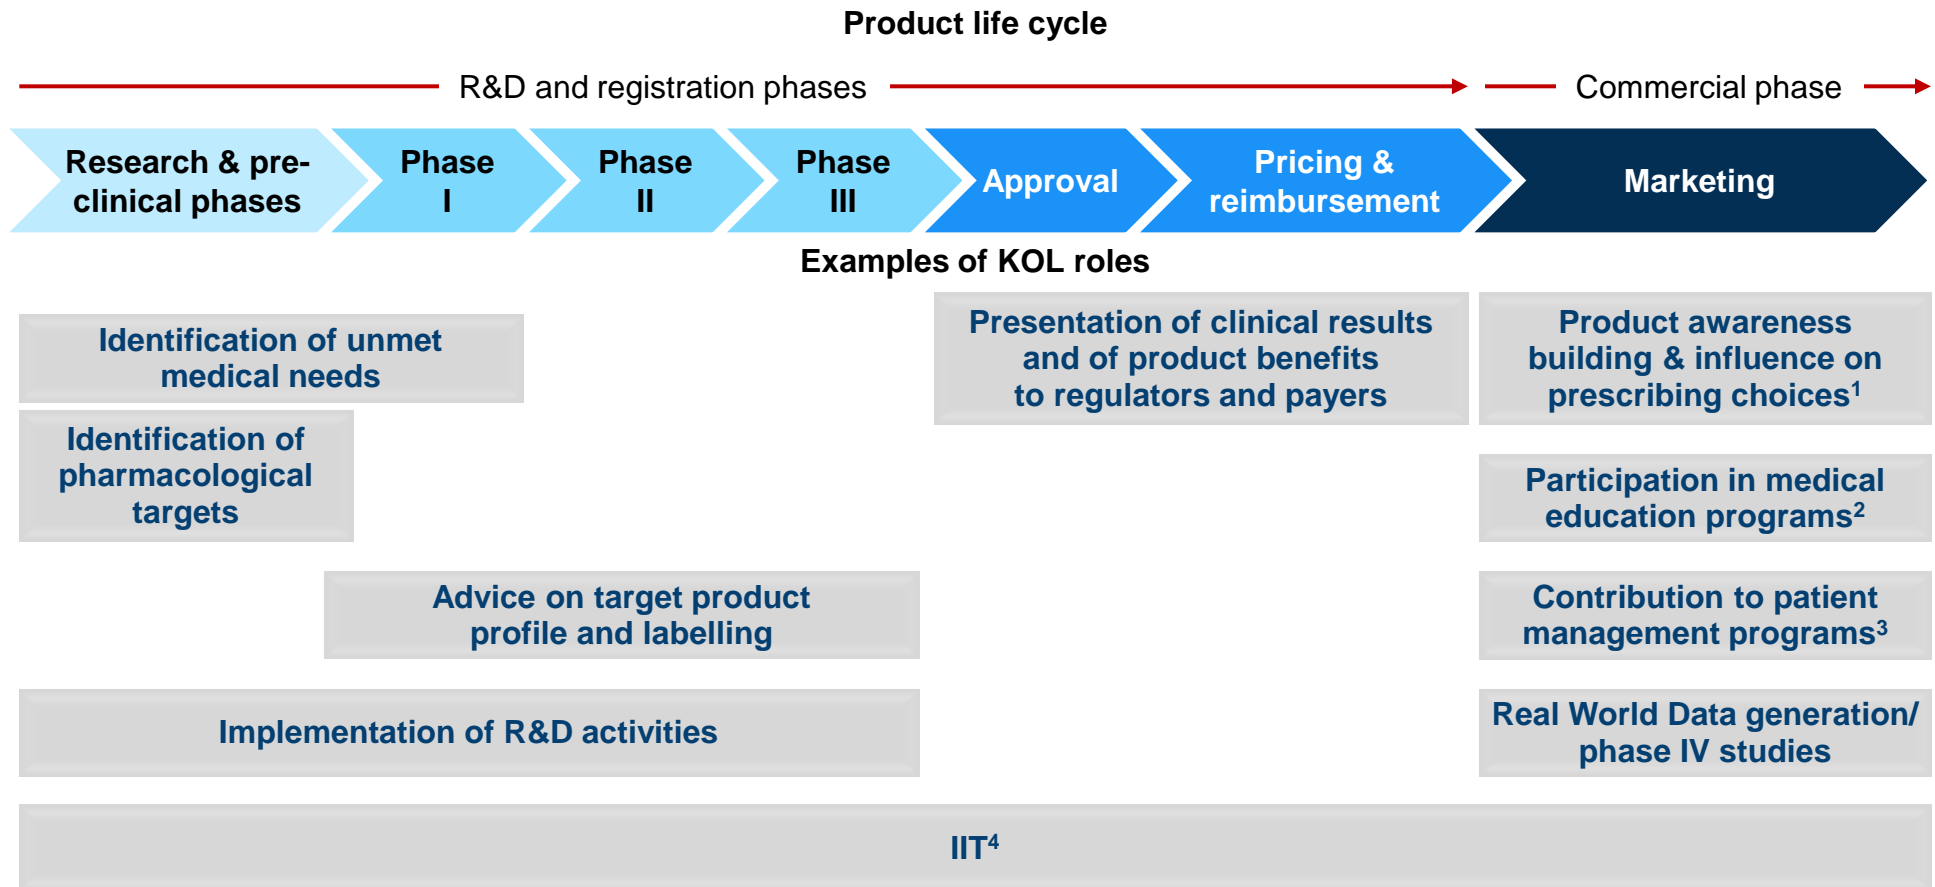 Product life cycle
R&D and registration phases
Commercial phase
Research & pre-
clinical phases
Phase
I
Phase
II
Phase
III
Approval
Pricing &
reimbursement
Marketing
Examples of KOL roles
Identification of unmet
medical needs
Presentation of clinical results
and of product benefits
to regulators and payers
Product awareness
building & influence on
prescribing choices¹
Identification of
pharmacological
targets
Participation in medical
education programs²
Advice on target product
profile and labelling
Contribution to patient
management programs³
Implementation of R&D activities
Real World Data generation/
phase IV studies
IIT⁴